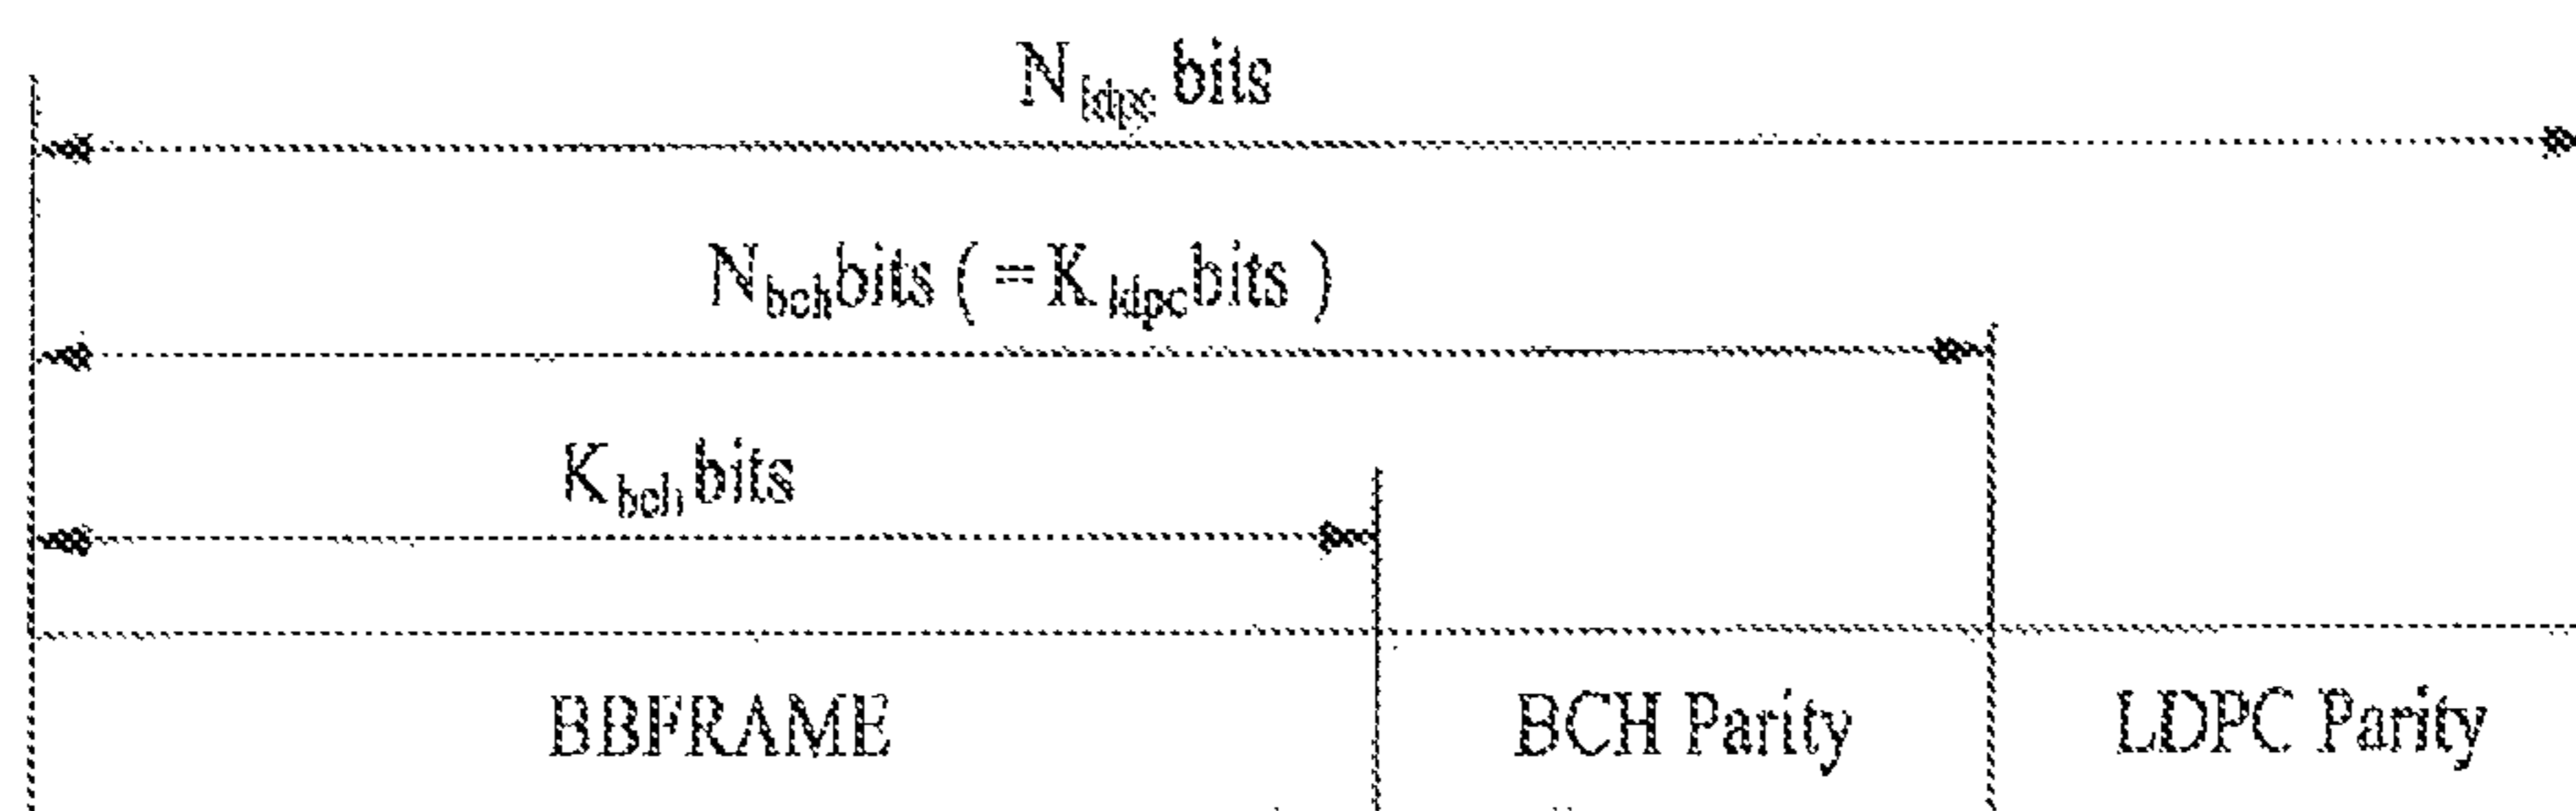 N ldpc bits
N bch bits ( = K ldpc bits )
K bch bits
BBFRAME BCH Parity LDPC Parity